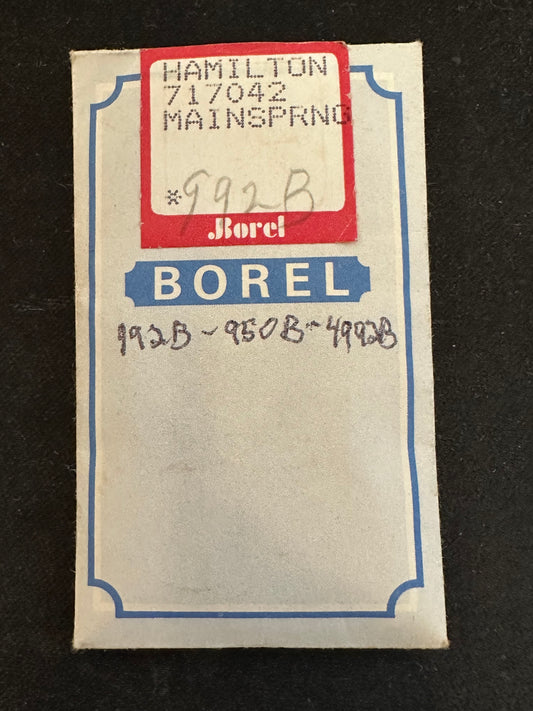 HAMILTON
717042
MAINSPRNG
*992B
Borel
BOREL
992B - 950B - 4992B